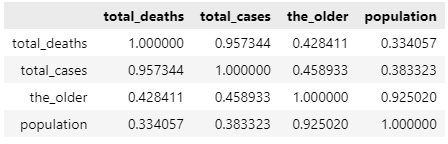 total_deaths total_cases the_older population
total_deaths 1.000000 0.957344 0.428411 0.334057
total_cases 0.957344 1.000000 0.458933 0.383323
the_older 0.428411 0.458933 1.000000 0.925020
population 0.334057 0.383323 0.925020 1.000000